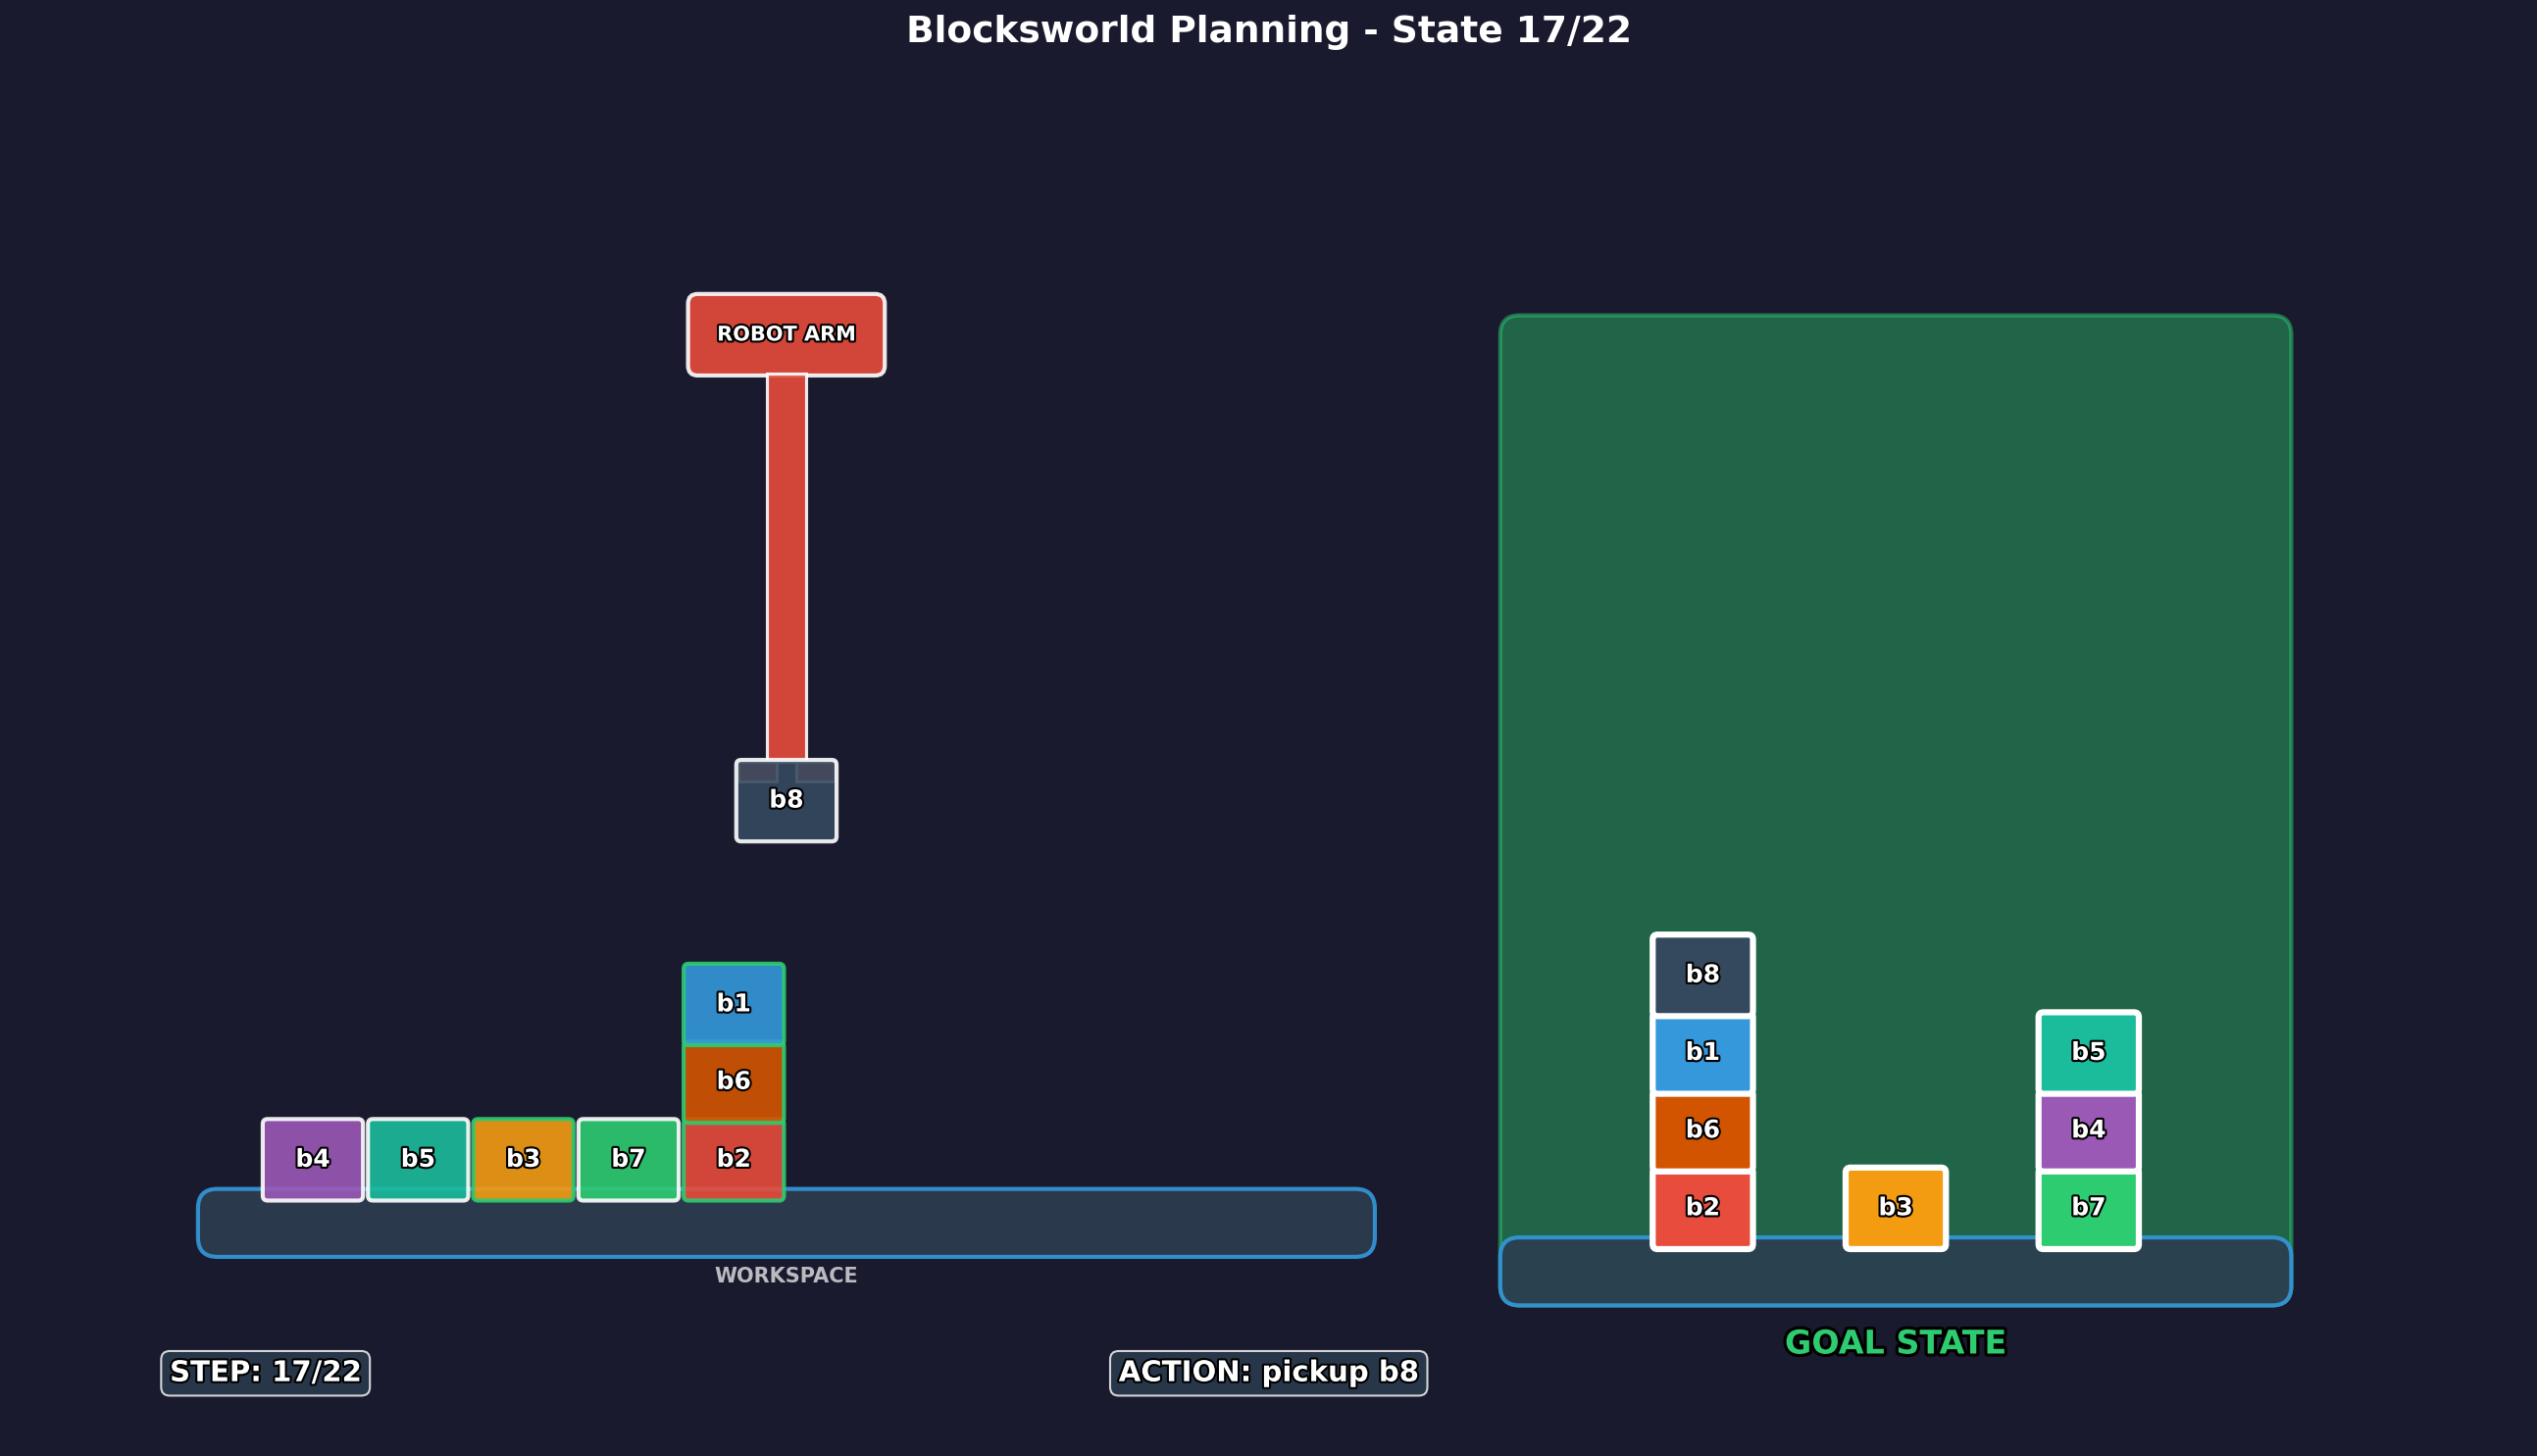 Blocksworld Planning - State 17/22
ROBOT ARM
b8
b1
b6
b4 b5 b3 b7 b2
WORKSPACE
b8
b1 b5
b6 b4
b2 b3 b7
GOAL STATE
STEP: 17/22
ACTION: pickup b8